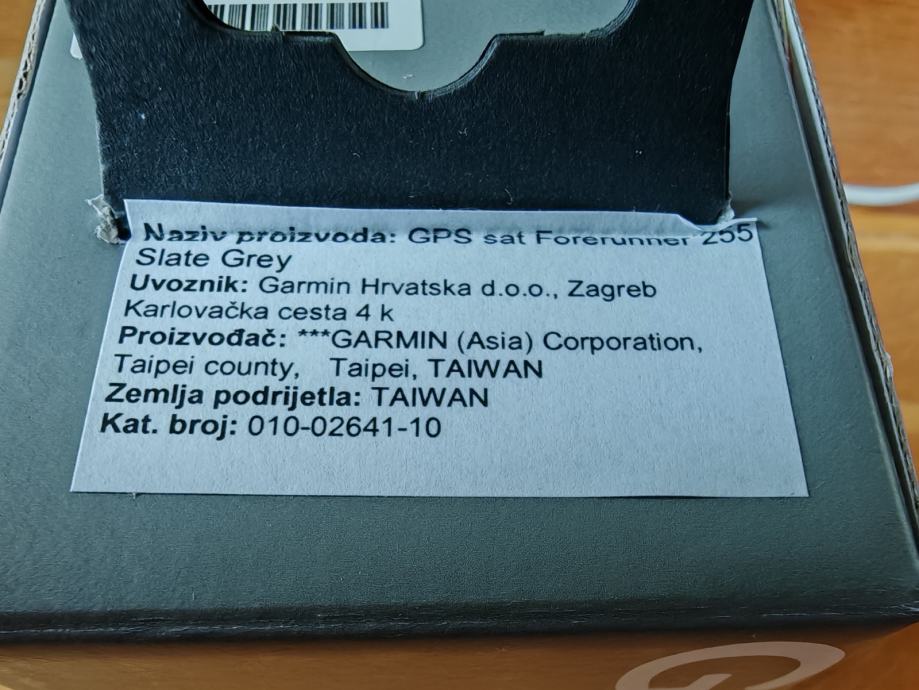 Naziv proizvoda: GPS sat Forerunner 255
Slate Grey
Uvoznik: Garmin Hrvatska d.o.o., Zagreb
Karlovačka cesta 4 k
Proizvođač: ***GARMIN (Asia) Corporation,
Taipei county, Taipei, TAIWAN
Zemlja podrijetla: TAIWAN
Kat. broj: 010-02641-10